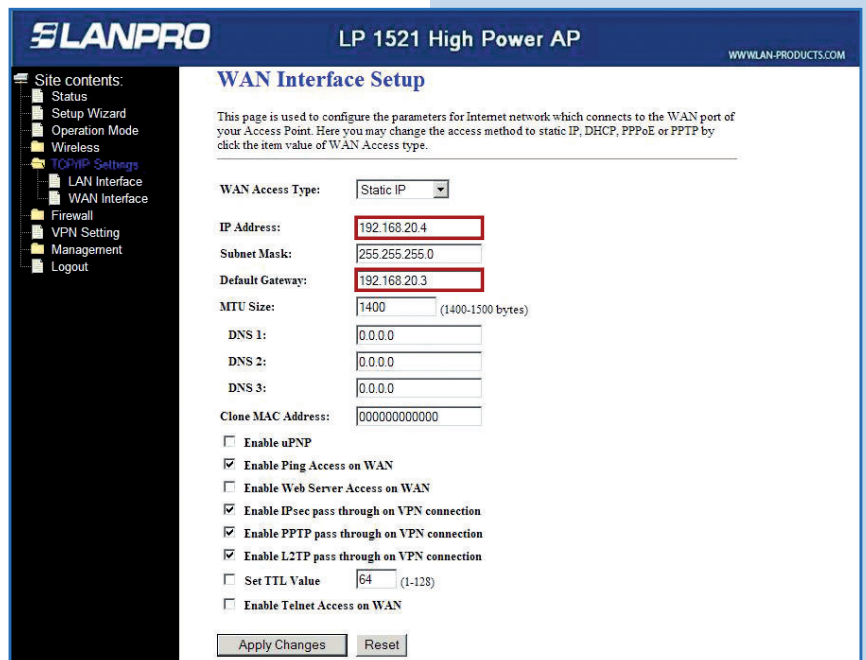 LANPRO
LP 1521 High Power AP
WWWLAN-PRODUCTS.COM
Site contents:
Status
Setup Wizard
Operation Mode
Wireless
TCP/IP Settings
LAN Interface
WAN Interface
Firewall
VPN Setting
Management
Logout
WAN Interface Setup
This page is used to configure the parameters for Internet network which connects to the WAN port of
your Access Point. Here you may change the access method to static IP, DHCP, PPPoE or PPTP by
click the item value of WAN Access type.
WAN Access Type: Static IP
IP Address: 192.168.20.4
Subnet Mask: 255.255.255.0
Default Gateway: 192.168.20.3
MTU Size: 1400 (1400-1500 bytes)
DNS 1: 0.0.0.0
DNS 2: 0.0.0.0
DNS 3: 0.0.0.0
Clone MAC Address: 000000000000
Enable uPNP
Enable Ping Access on WAN
Enable Web Server Access on WAN
Enable IPsec pass through on VPN connection
Enable PPTP pass through on VPN connection
Enable L2TP pass through on VPN connection
Set TTL Value 64 (1-128)
Enable Telnet Access on WAN
Apply Changes Reset